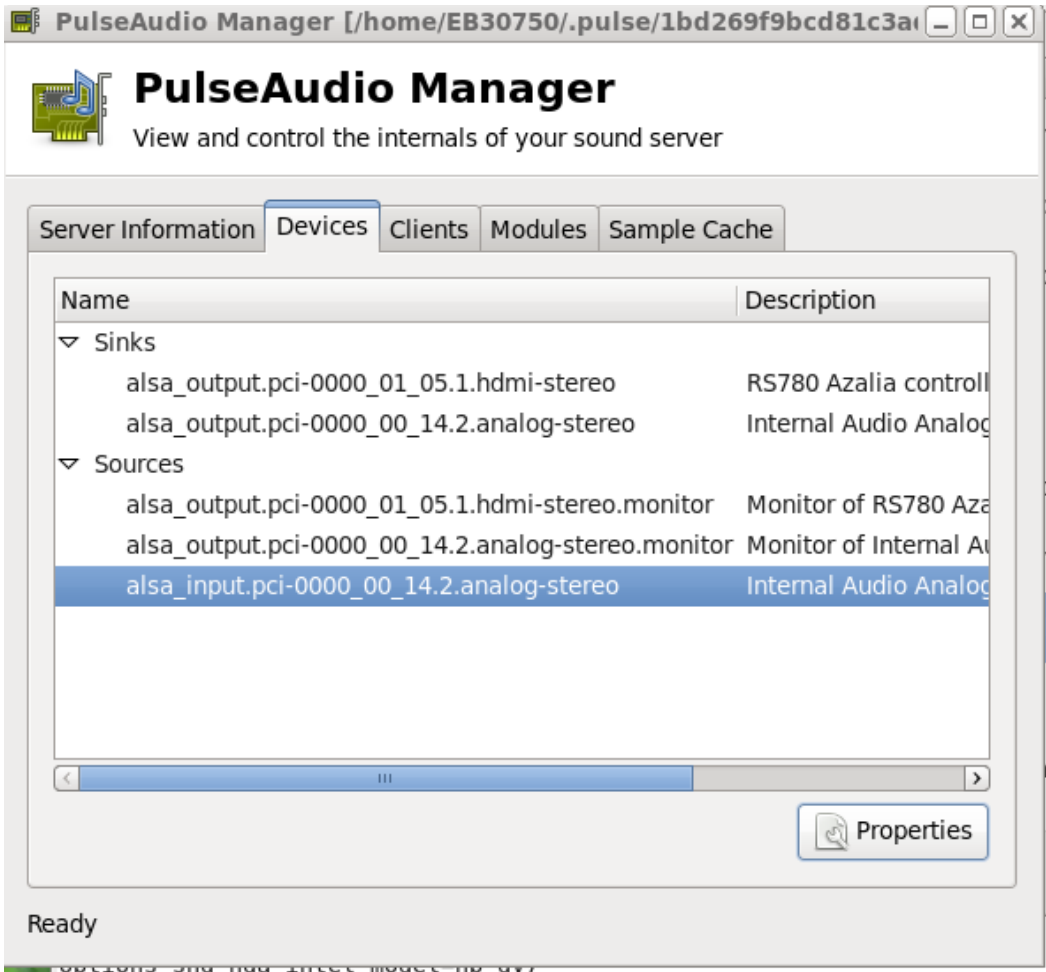 PulseAudio Manager [/home/EB30750/.pulse/1bd269f9bcd81c3a
PulseAudio Manager
View and control the internals of your sound server
Server Information Devices Clients Modules Sample Cache
Name Description
Sinks
alsa_output.pci-0000_01_05.1.hdmi-stereo RS780 Azalia controll
alsa_output.pci-0000_00_14.2.analog-stereo Internal Audio Analog
Sources
alsa_output.pci-0000_01_05.1.hdmi-stereo.monitor Monitor of RS780 Aza
alsa_output.pci-0000_00_14.2.analog-stereo.monitor Monitor of Internal Au
alsa_input.pci-0000_00_14.2.analog-stereo Internal Audio Analog
Properties
Ready